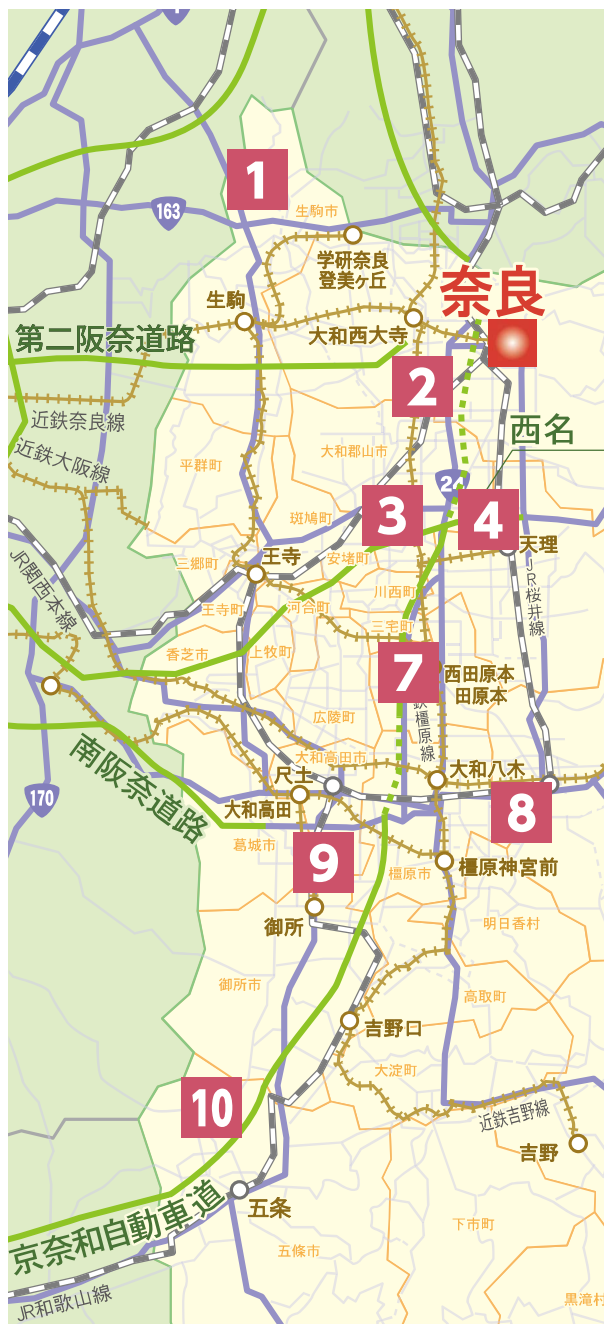 1
163
生駒市
学研奈良
登美ヶ丘
奈良
生駒
大和西大寺
第二阪奈道路
2
近鉄奈良線
西名
大和郡山市
近鉄大阪線
平群町
24
3
4
斑鳩町
天理
JR関西本線
王寺
安堵町
三郷町
JR桜井線
川西町
王寺町
河合町
三宅町
香芝市
上牧町
7
西田原本
田原本
広陵町
橿原線
南阪奈道路
大和高田市
尺土
大和八木
170
大和高田
8
葛城市
9
橿原市
橿原神宮前
御所
明日香村
御所市
高取町
吉野口
大淀町
10
近鉄吉野線
吉野
京奈和自動車道
五条
下市町
五條市
JR和歌山線
黒滝村